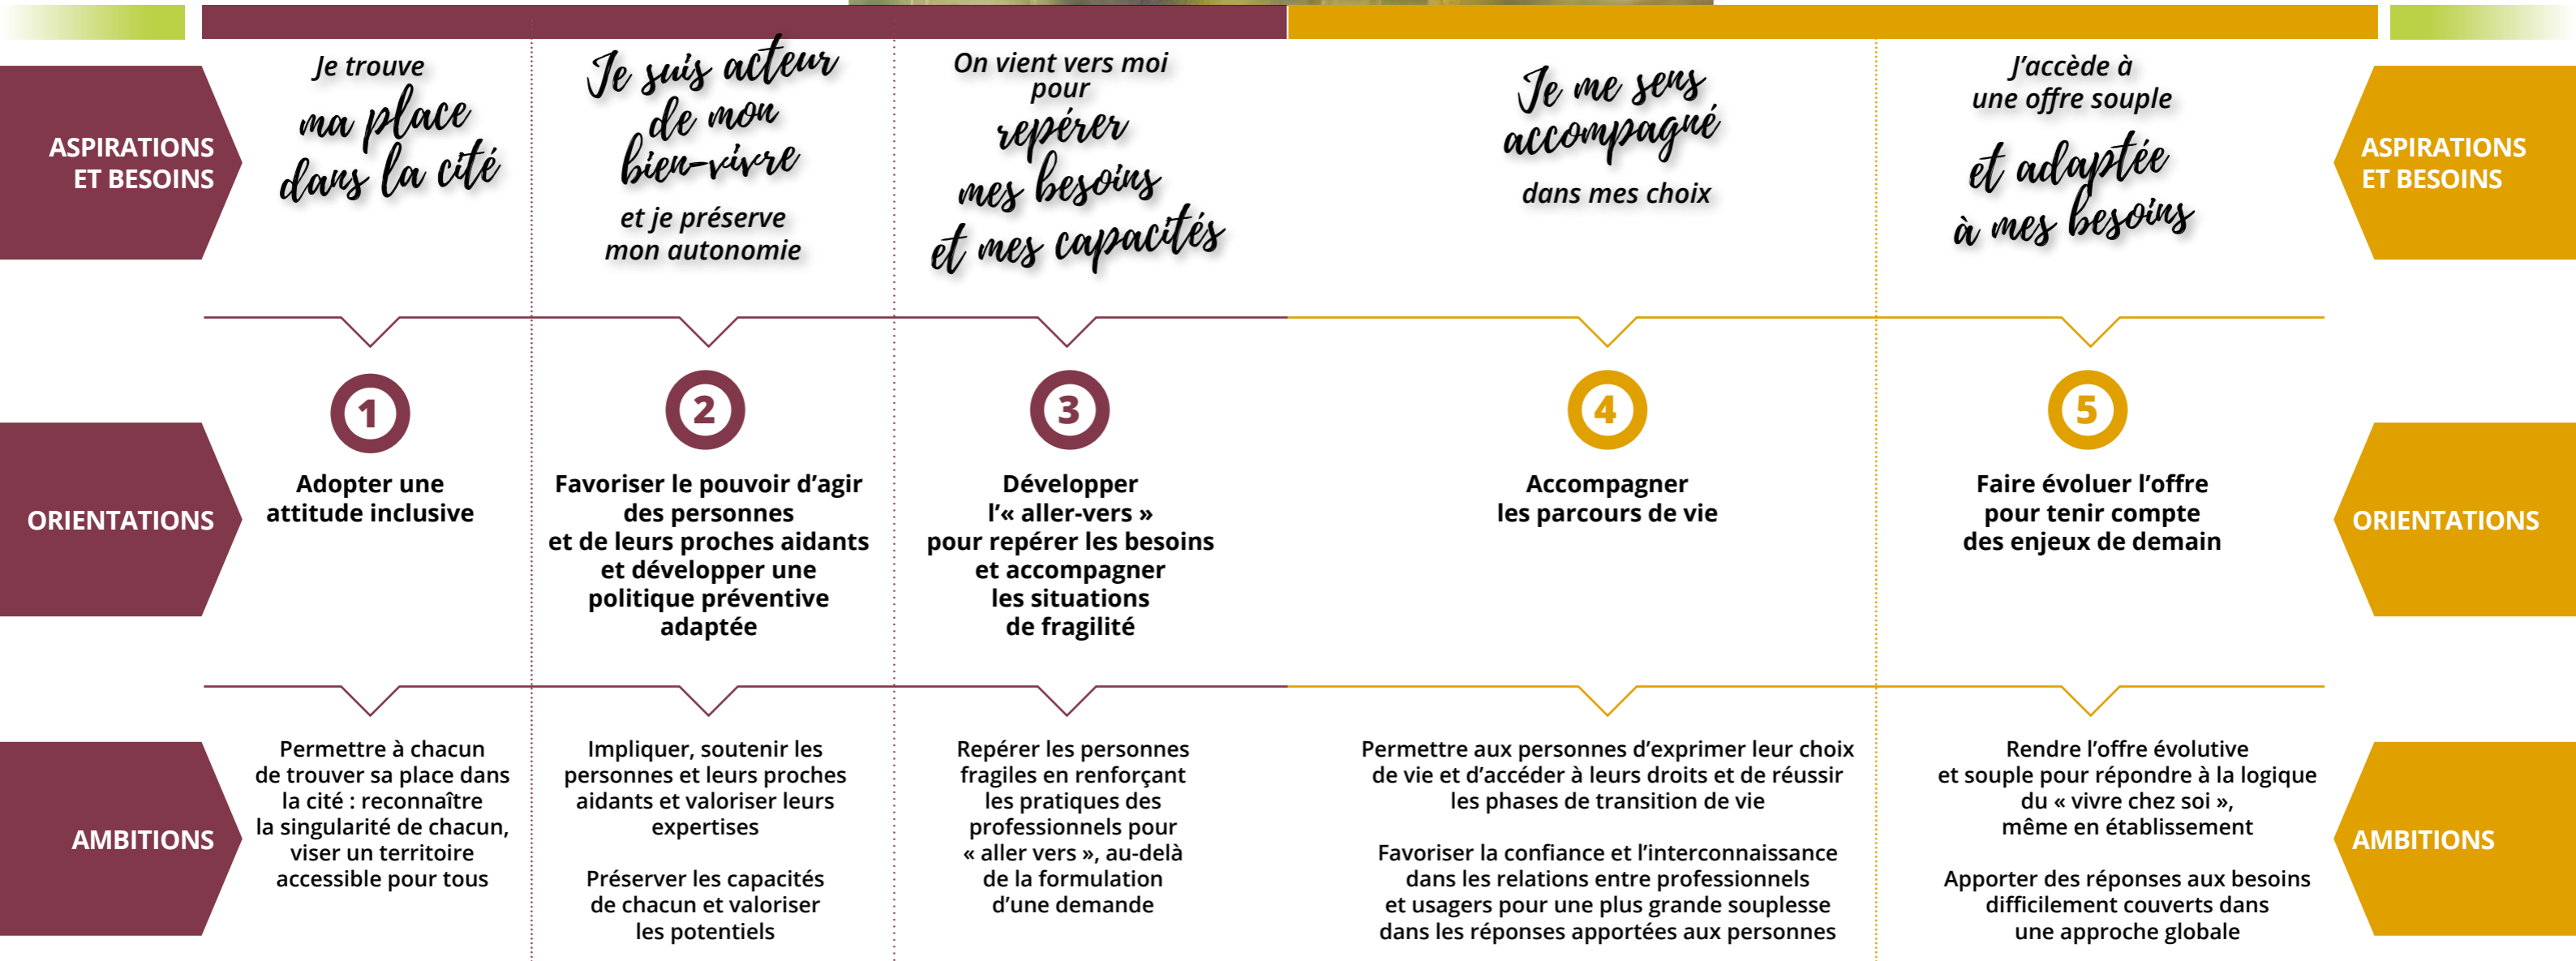 ASPIRATIONS
ET BESOINS
Je trouve
ma place
dans la cité
Je suis acteur
de mon
bien-vivre
et je préserve
mon autonomie
On vient vers moi
pour
repérer
mes besoins
et mes capacités
Je me sens
accompagné
dans mes choix
J'accède à
une offre souple
et adaptée
à mes besoins
ASPIRATIONS
ET BESOINS
ORIENTATIONS
1
Adopter une
attitude inclusive
2
Favoriser le pouvoir d'agir
des personnes
et de leurs proches aidants
et développer une
politique préventive
adaptée
3
Développer
l'« aller-vers »
pour repérer les besoins
et accompagner
les situations
de fragilité
4
Accompagner
les parcours de vie
5
Faire évoluer l'offre
pour tenir compte
des enjeux de demain
ORIENTATIONS
AMBITIONS
Permettre à chacun
de trouver sa place dans
la cité : reconnaître
la singularité de chacun,
viser un territoire
accessible pour tous
Impliquer, soutenir les
personnes et leurs proches
aidants et valoriser leurs
expertises
Préserver les capacités
de chacun et valoriser
les potentiels
Repérer les personnes
fragiles en renforçant
les pratiques des
professionnels pour
« aller vers », au-delà
de la formulation
d'une demande
Permettre aux personnes d'exprimer leur choix
de vie et d'accéder à leurs droits et de réussir
les phases de transition de vie
Favoriser la confiance et l'interconnaissance
dans les relations entre professionnels
et usagers pour une plus grande souplesse
dans les réponses apportées aux personnes
Rendre l'offre évolutive
et souple pour répondre à la logique
du « vivre chez soi »,
même en établissement
Apporter des réponses aux besoins
difficilement couverts dans
une approche globale
AMBITIONS